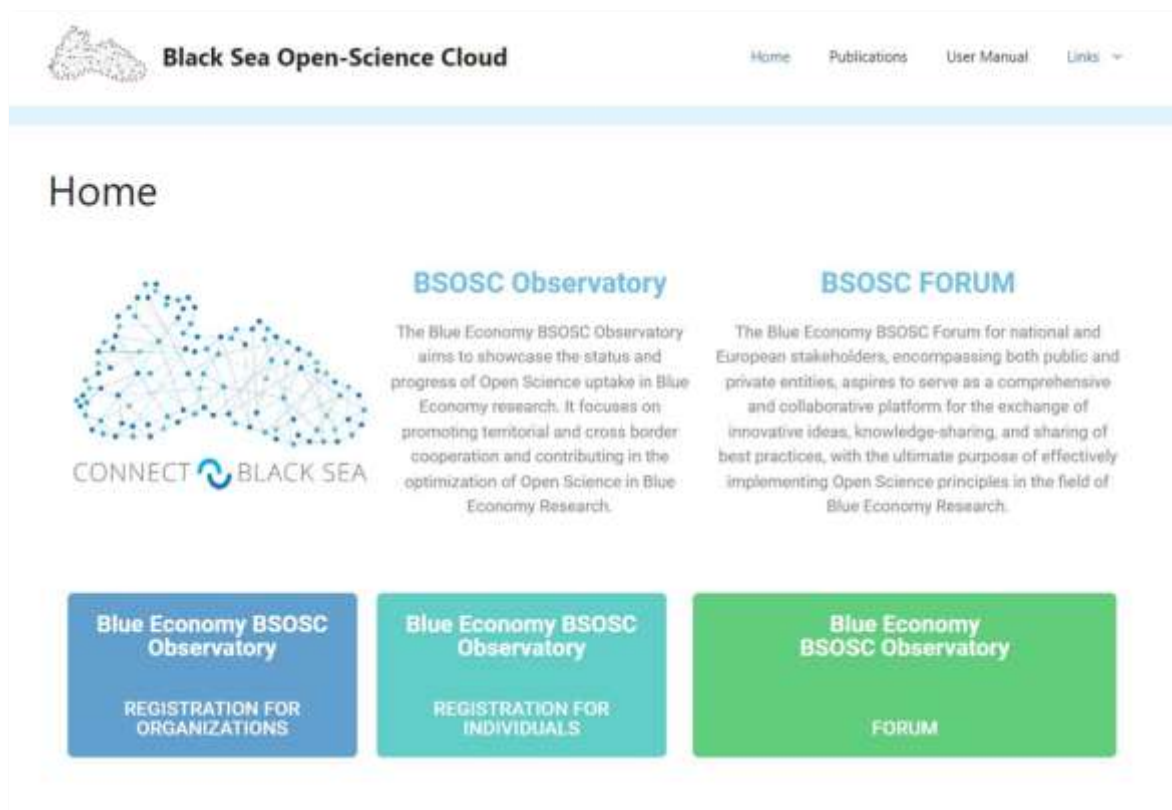 Black Sea Open-Science Cloud
Home
Publications
User Manual
Links
Home
CONNECT BLACK SEA
BSOSC Observatory
The Blue Economy BSOSC Observatory
aims to showcase the status and
progress of Open Science uptake in Blue
Economy research. It focuses on
promoting territorial and cross border
cooperation and contributing in the
optimization of Open Science in Blue
Economy Research.
BSOSC FORUM
The Blue Economy BSOSC Forum for national and
European stakeholders, encompassing both public and
private entities, aspires to serve as a comprehensive
and collaborative platform for the exchange of
innovative ideas, knowledge-sharing, and sharing of
best practices, with the ultimate purpose of effectively
implementing Open Science principles in the field of
Blue Economy Research.
Blue Economy BSOSC
Observatory
REGISTRATION FOR
ORGANIZATIONS
Blue Economy BSOSC
Observatory
REGISTRATION FOR
INDIVIDUALS
Blue Economy
BSOSC Observatory
FORUM